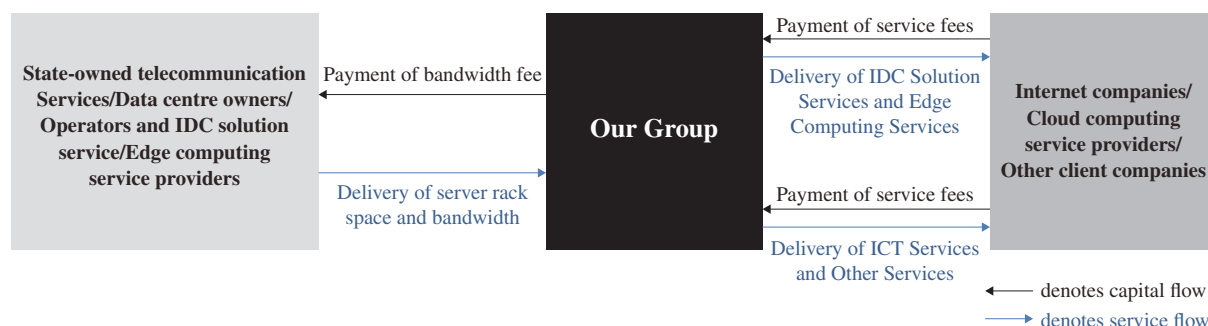 State-owned telecommunication
Services/Data centre owners/
Operators and IDC solution
service/Edge computing
service providers
Payment of bandwidth fee
Delivery of server rack
space and bandwidth
Our Group
Payment of service fees
Delivery of IDC Solution
Services and Edge
Computing Services
Payment of service fees
Delivery of ICT Services
and Other Services
Internet companies/
Cloud computing
service providers/
Other client companies
denotes capital flow
denotes service flow